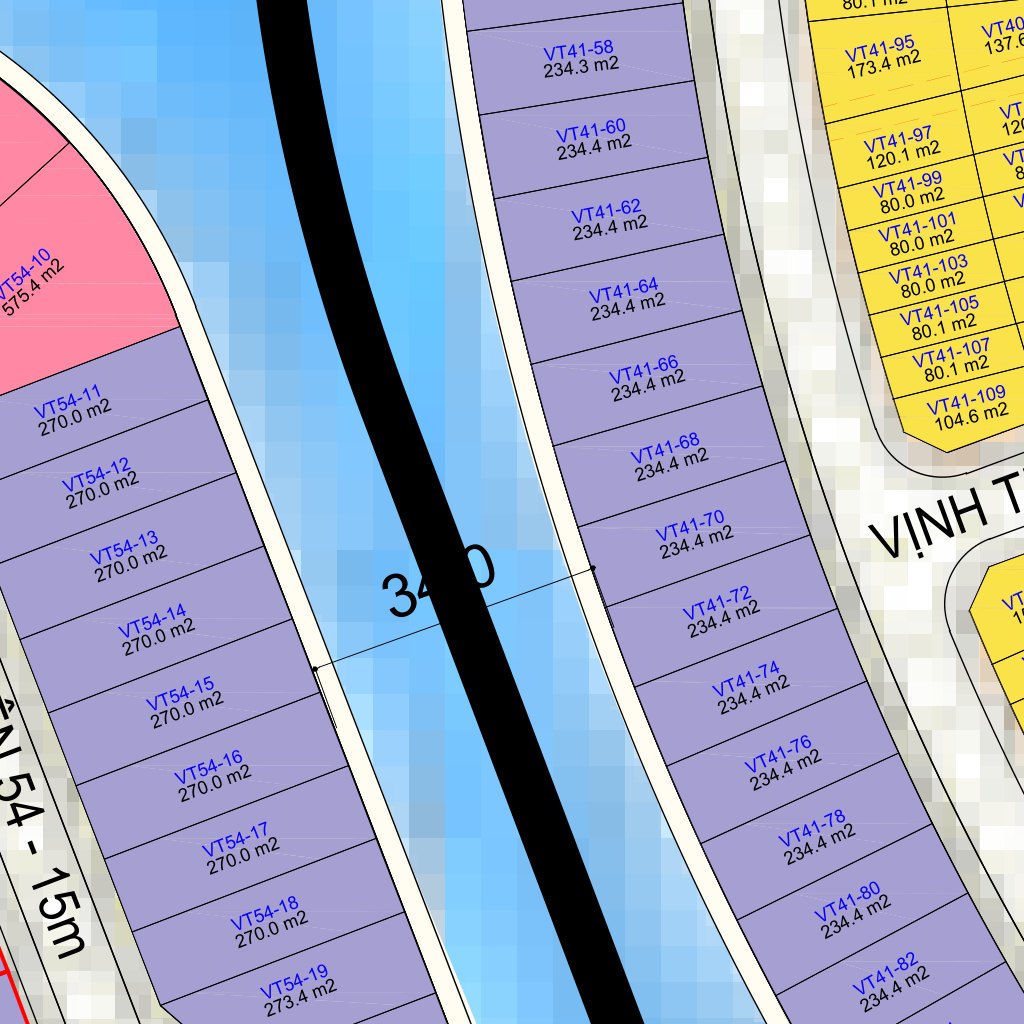 VT41-58
234.3 m2
VT41-60
234.4 m2
VT41-62
234.4 m2
VT41-64
234.4 m2
VT41-66
234.4 m2
VT41-68
234.4 m2
VT41-70
234.4 m2
VT41-72
234.4 m2
VT41-74
234.4 m2
VT41-76
234.4 m2
VT41-78
234.4 m2
VT41-80
234.4 m2
VT41-82
234.4 m2
VT41-95
173.4 m2
VT41-97
120.1 m2
VT41-99
80.0 m2
VT41-101
80.0 m2
VT41-103
80.0 m2
VT41-105
80.1 m2
VT41-107
80.1 m2
VT41-109
104.6 m2
VỊNH
VT54-10
575.4 m2
VT54-11
270.0 m2
VT54-12
270.0 m2
VT54-13
270.0 m2
VT54-14
270.0 m2
VT54-15
270.0 m2
VT54-16
270.0 m2
VT54-17
270.0 m2
VT54-18
270.0 m2
VT54-19
273.4 m2
54 - 15m